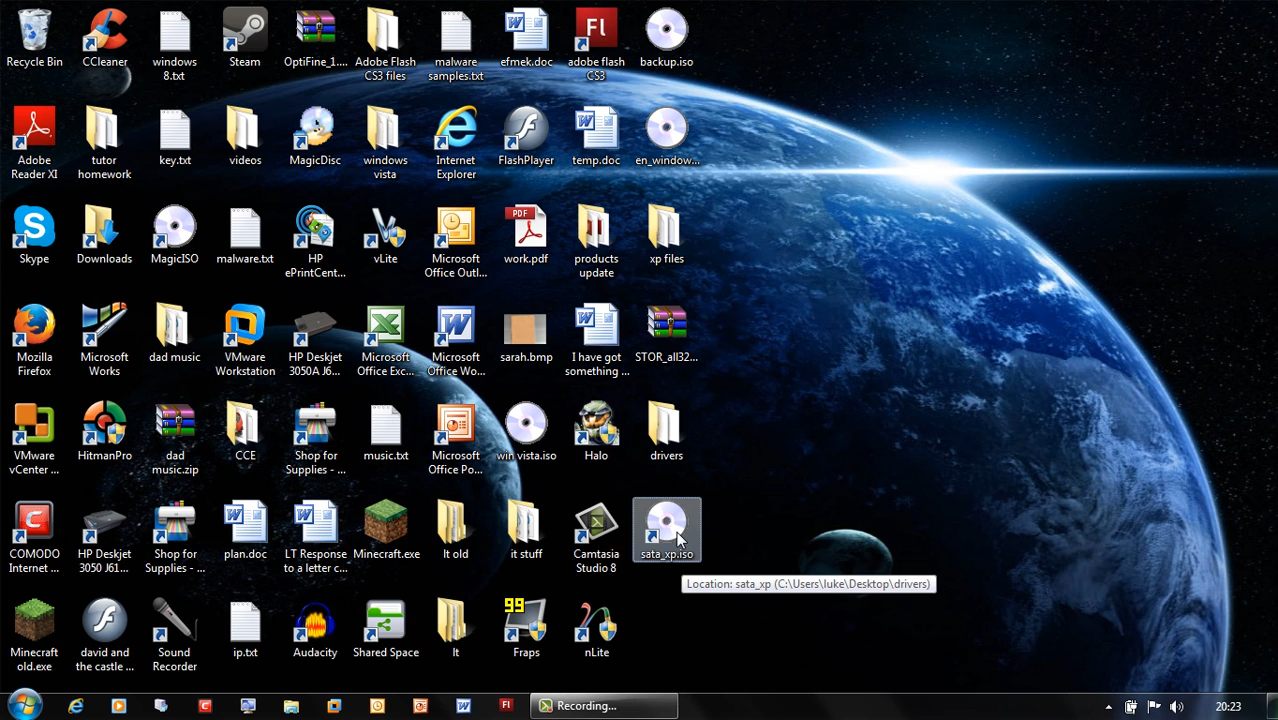 Recycle Bin
CCleaner
windows
8.txt
Steam
OptiFine_1....
Adobe Flash
CS3 files
malware
samples.txt
efmek.doc
Fl
adobe flash
CS3
backup.iso
Adobe
Reader XI
tutor
homework
key.txt
videos
MagicDisc
windows
vista
Internet
Explorer
FlashPlayer
temp.doc
en_window...
Skype
Downloads
MagicISO
malware.txt
HP
ePrintCent...
vLite
Microsoft
Office Outl...
PDF
work.pdf
products
update
xp files
Mozilla
Firefox
Microsoft
Works
dad music
VMware
Workstation
HP Deskjet
3050A J6...
Microsoft
Office Exc...
Microsoft
Office Wo...
sarah.bmp
I have got
something ...
STOR_all32...
VMware
vCenter ...
HitmanPro
dad
music.zip
CCE
Shop for
Supplies - ...
music.txt
Microsoft
Office Po...
win vista.iso
Halo
drivers
COMODO
Internet ...
HP Deskjet
3050 J61...
Shop for
Supplies - ...
plan.doc
LT Response
to a letter c...
Minecraft.exe
It old
it stuff
Camtasia
Studio 8
sata_xp.iso
Location: sata_xp (C:\Users\luke\Desktop\drivers)
Minecraft
old.exe
david and
the castle ...
Sound
Recorder
ip.txt
Audacity
Shared Space
It
99
Fraps
nLite
Fl
Recording...
20:23